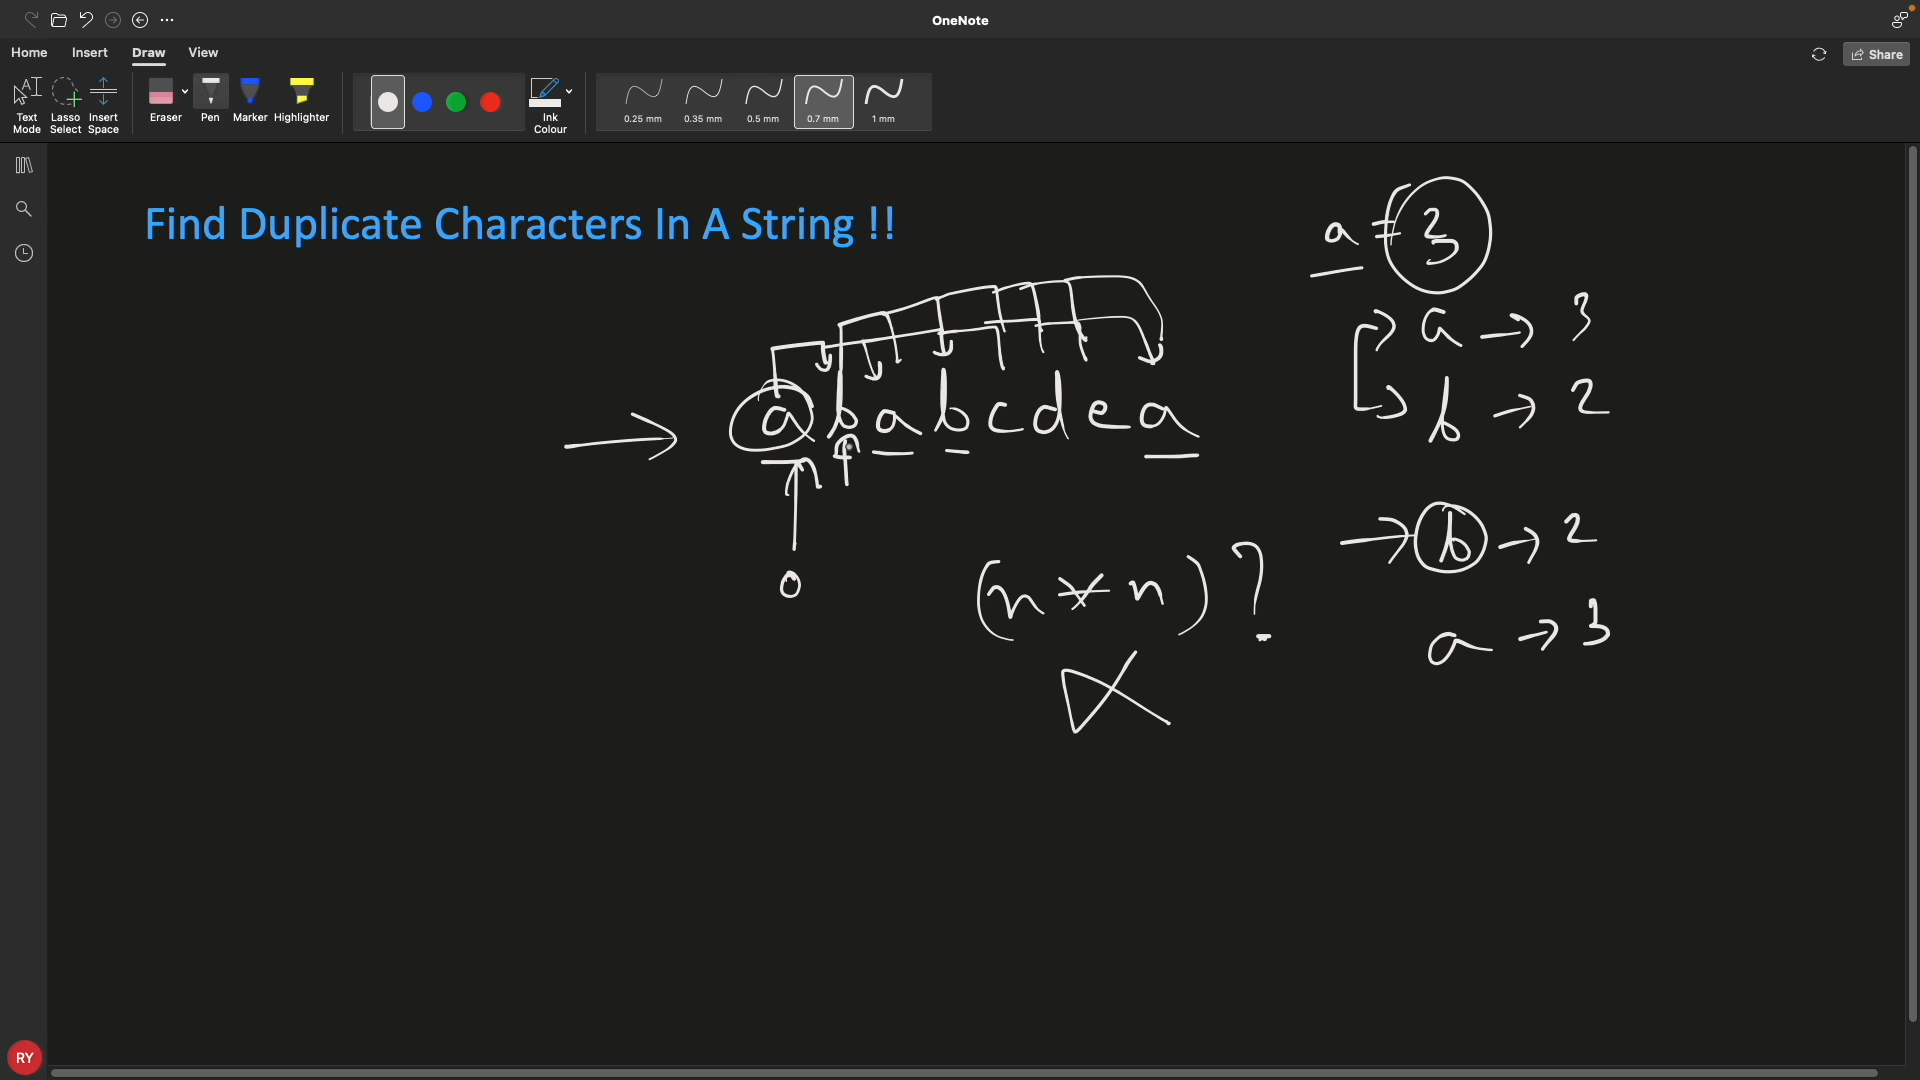 OneNote
Home Insert Draw View
Share
Text Mode
Lasso Select
Insert Space
Eraser
Pen
Marker
Highlighter
Ink Colour
0.25 mm
0.35 mm
0.5 mm
0.7 mm
1 mm
Find Duplicate Characters In A String !!
a = 3
a → 3
b → 2
→ a b a b c d e a
0
(n * n) ?
→ b → 2
a → 3
RY